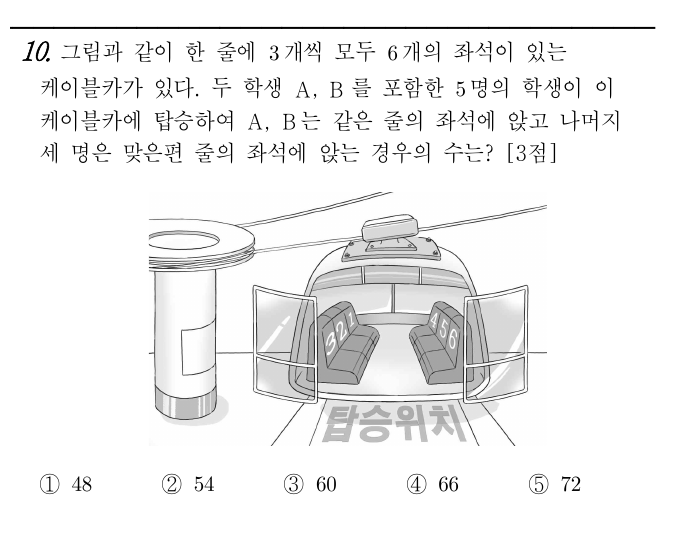 10. 그림과 같이 한 줄에 3개씩 모두 6개의 좌석이 있는
케이블카가 있다. 두 학생 A, B를 포함한 5명의 학생이 이
케이블카에 탑승하여 A, B는 같은 줄의 좌석에 앉고 나머지
세 명은 맞은편 줄의 좌석에 앉는 경우의 수는? [3점]
3 2 1
4 5 6
탑승위치
① 48 ② 54 ③ 60 ④ 66 ⑤ 72